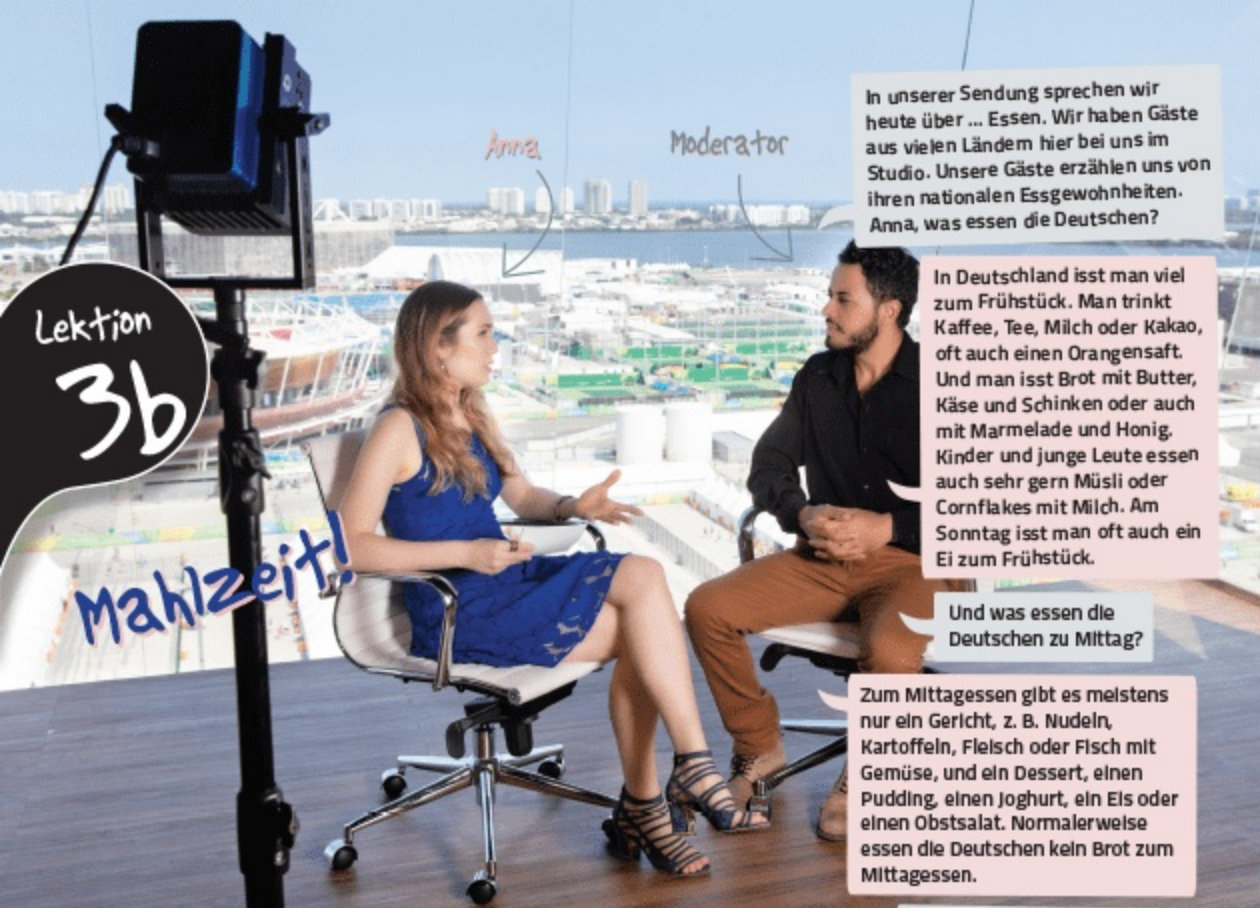 Lektion
3b
Mahlzeit!
Anna
Moderator
In unserer Sendung sprechen wir
heute über ... Essen. Wir haben Gäste
aus vielen Ländern hier bei uns im
Studio. Unsere Gäste erzählen uns von
ihren nationalen Essgewohnheiten.
Anna, was essen die Deutschen?
In Deutschland isst man viel
zum Frühstück. Man trinkt
Kaffee, Tee, Milch oder Kakao,
oft auch einen Orangensaft.
Und man isst Brot mit Butter,
Käse und Schinken oder auch
mit Marmelade und Honig.
Kinder und junge Leute essen
auch sehr gern Müsli oder
Cornflakes mit Milch. Am
Sonntag isst man oft auch ein
Ei zum Frühstück.
Und was essen die
Deutschen zu Mittag?
Zum Mittagessen gibt es meistens
nur ein Gericht, z. B. Nudeln,
Kartoffeln, Fleisch oder Fisch mit
Gemüse, und ein Dessert, einen
Pudding, einen Joghurt, ein Eis oder
einen Obstsalat. Normalerweise
essen die Deutschen kein Brot zum
Mittagessen.